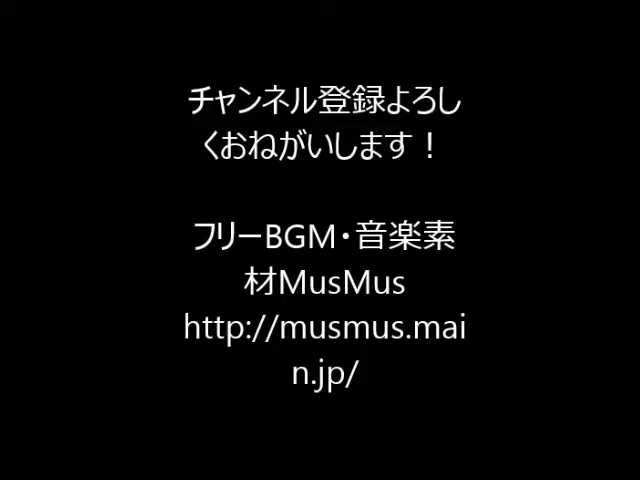 チャンネル登録よろし
くおねがいします！
フリーBGM・音楽素
材MusMus
http://musmus.mai
n.jp/